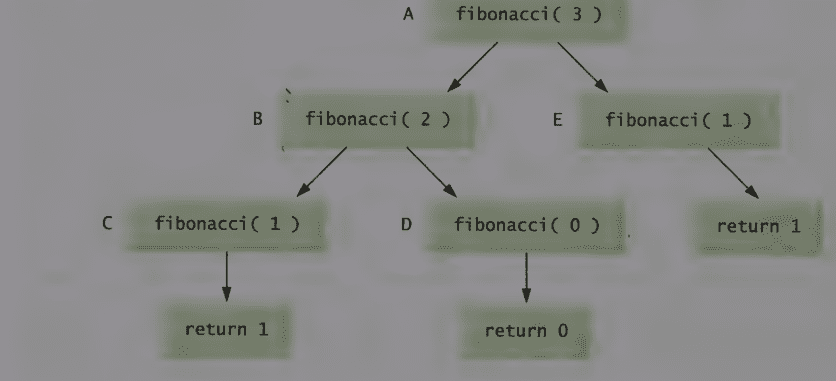 A fibonacci( 3 )
B fibonacci( 2 ) E fibonacci( 1 )
C fibonacci( 1 ) D fibonacci( 0 ) return 1
return 1 return 0